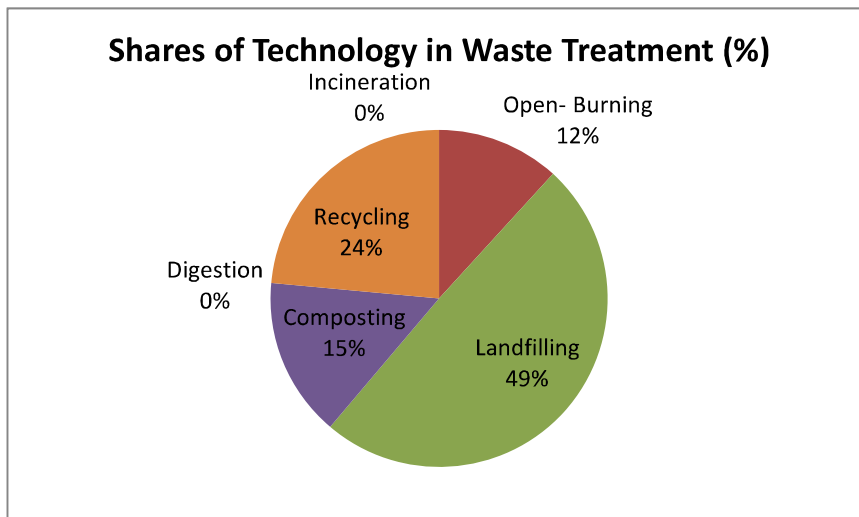 Shares of Technology in Waste Treatment (%)
Incineration
0%
Open- Burning
12%
Recycling
24%
Digestion
0%
Composting
15%
Landfilling
49%